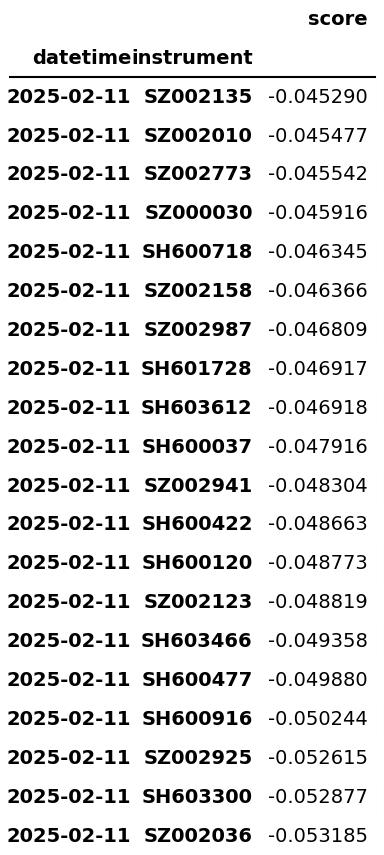 score
datetime instrument
2025-02-11 SZ002135 -0.045290
2025-02-11 SZ002010 -0.045477
2025-02-11 SZ002773 -0.045542
2025-02-11 SZ000030 -0.045916
2025-02-11 SH600718 -0.046345
2025-02-11 SZ002158 -0.046366
2025-02-11 SZ002987 -0.046809
2025-02-11 SH601728 -0.046917
2025-02-11 SH603612 -0.046918
2025-02-11 SH600037 -0.047916
2025-02-11 SZ002941 -0.048304
2025-02-11 SH600422 -0.048663
2025-02-11 SH600120 -0.048773
2025-02-11 SZ002123 -0.048819
2025-02-11 SH603466 -0.049358
2025-02-11 SH600477 -0.049880
2025-02-11 SH600916 -0.050244
2025-02-11 SZ002925 -0.052615
2025-02-11 SH603300 -0.052877
2025-02-11 SZ002036 -0.053185